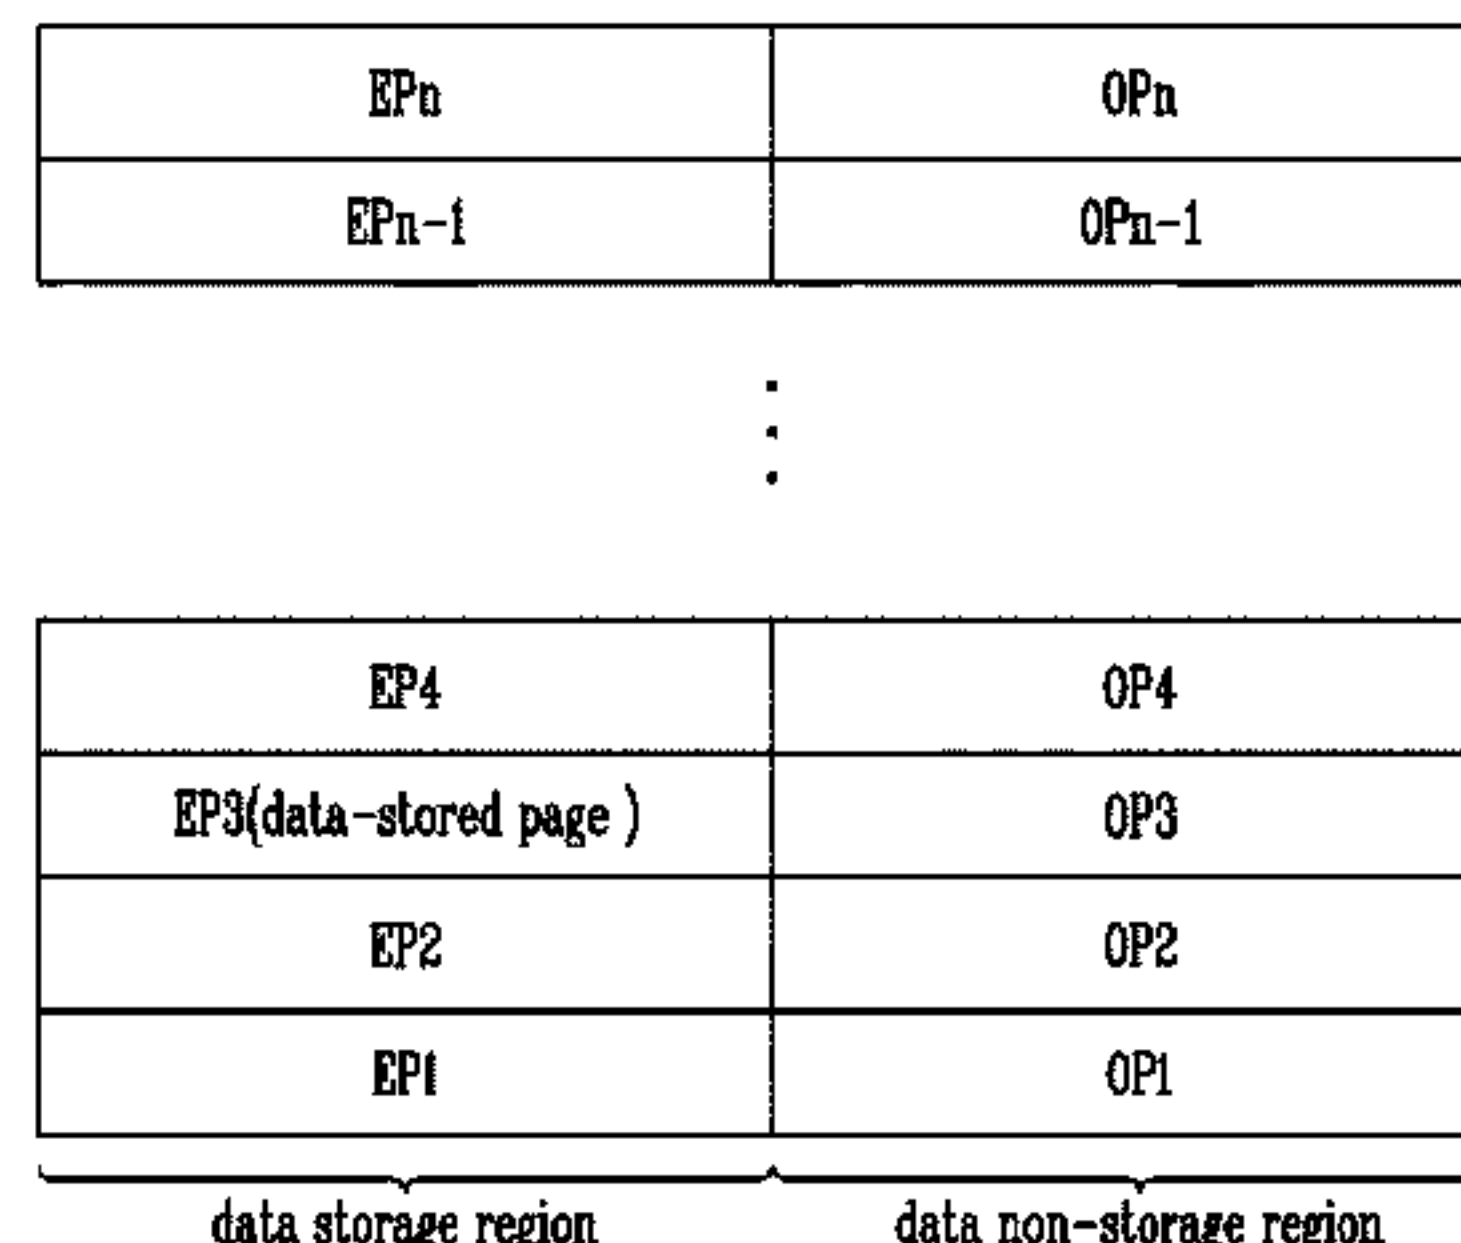 EPn OPn
EPn-1 OPn-1
EP4 OP4
EP3(data-stored page ) OP3
EP2 OP2
EP1 OP1
data storage region data non-storage region